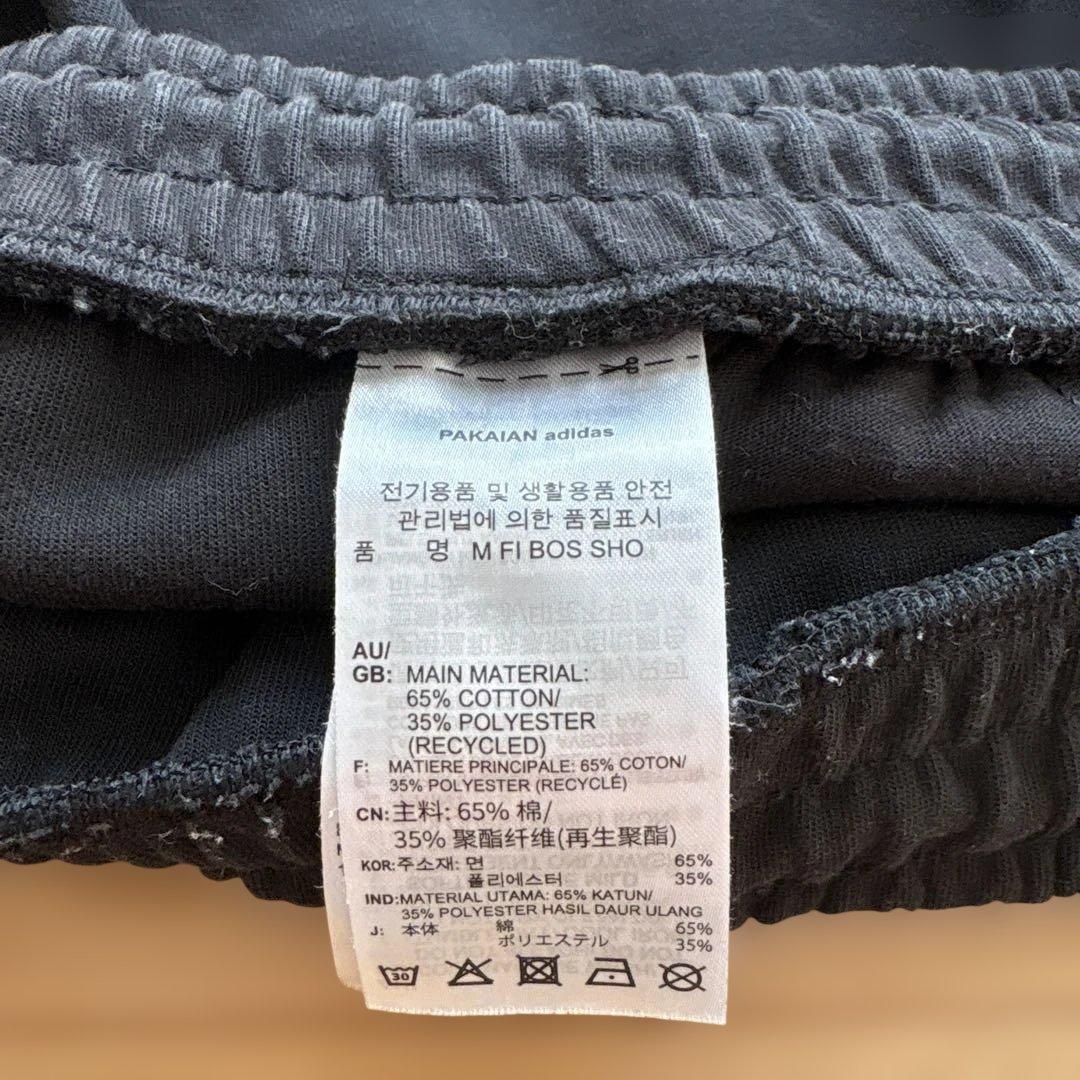 PAKAIAN adidas
전기용품 및 생활용품 안전
관리법에 의한 품질표시
품 명 M FI BOS SHO
AU/
GB: MAIN MATERIAL:
65% COTTON/
35% POLYESTER
(RECYCLED)
F: MATIERE PRINCIPALE: 65% COTON/
35% POLYESTER (RECYCLÉ)
CN: 主料: 65% 棉/
35% 聚酯纤维(再生聚酯)
KOR: 주소재: 면 65%
폴리에스터 35%
IND: MATERIAL UTAMA: 65% KATUN/
35% POLYESTER HASIL DAUR ULANG
J: 本体 綿 65%
ポリエステル 35%
30